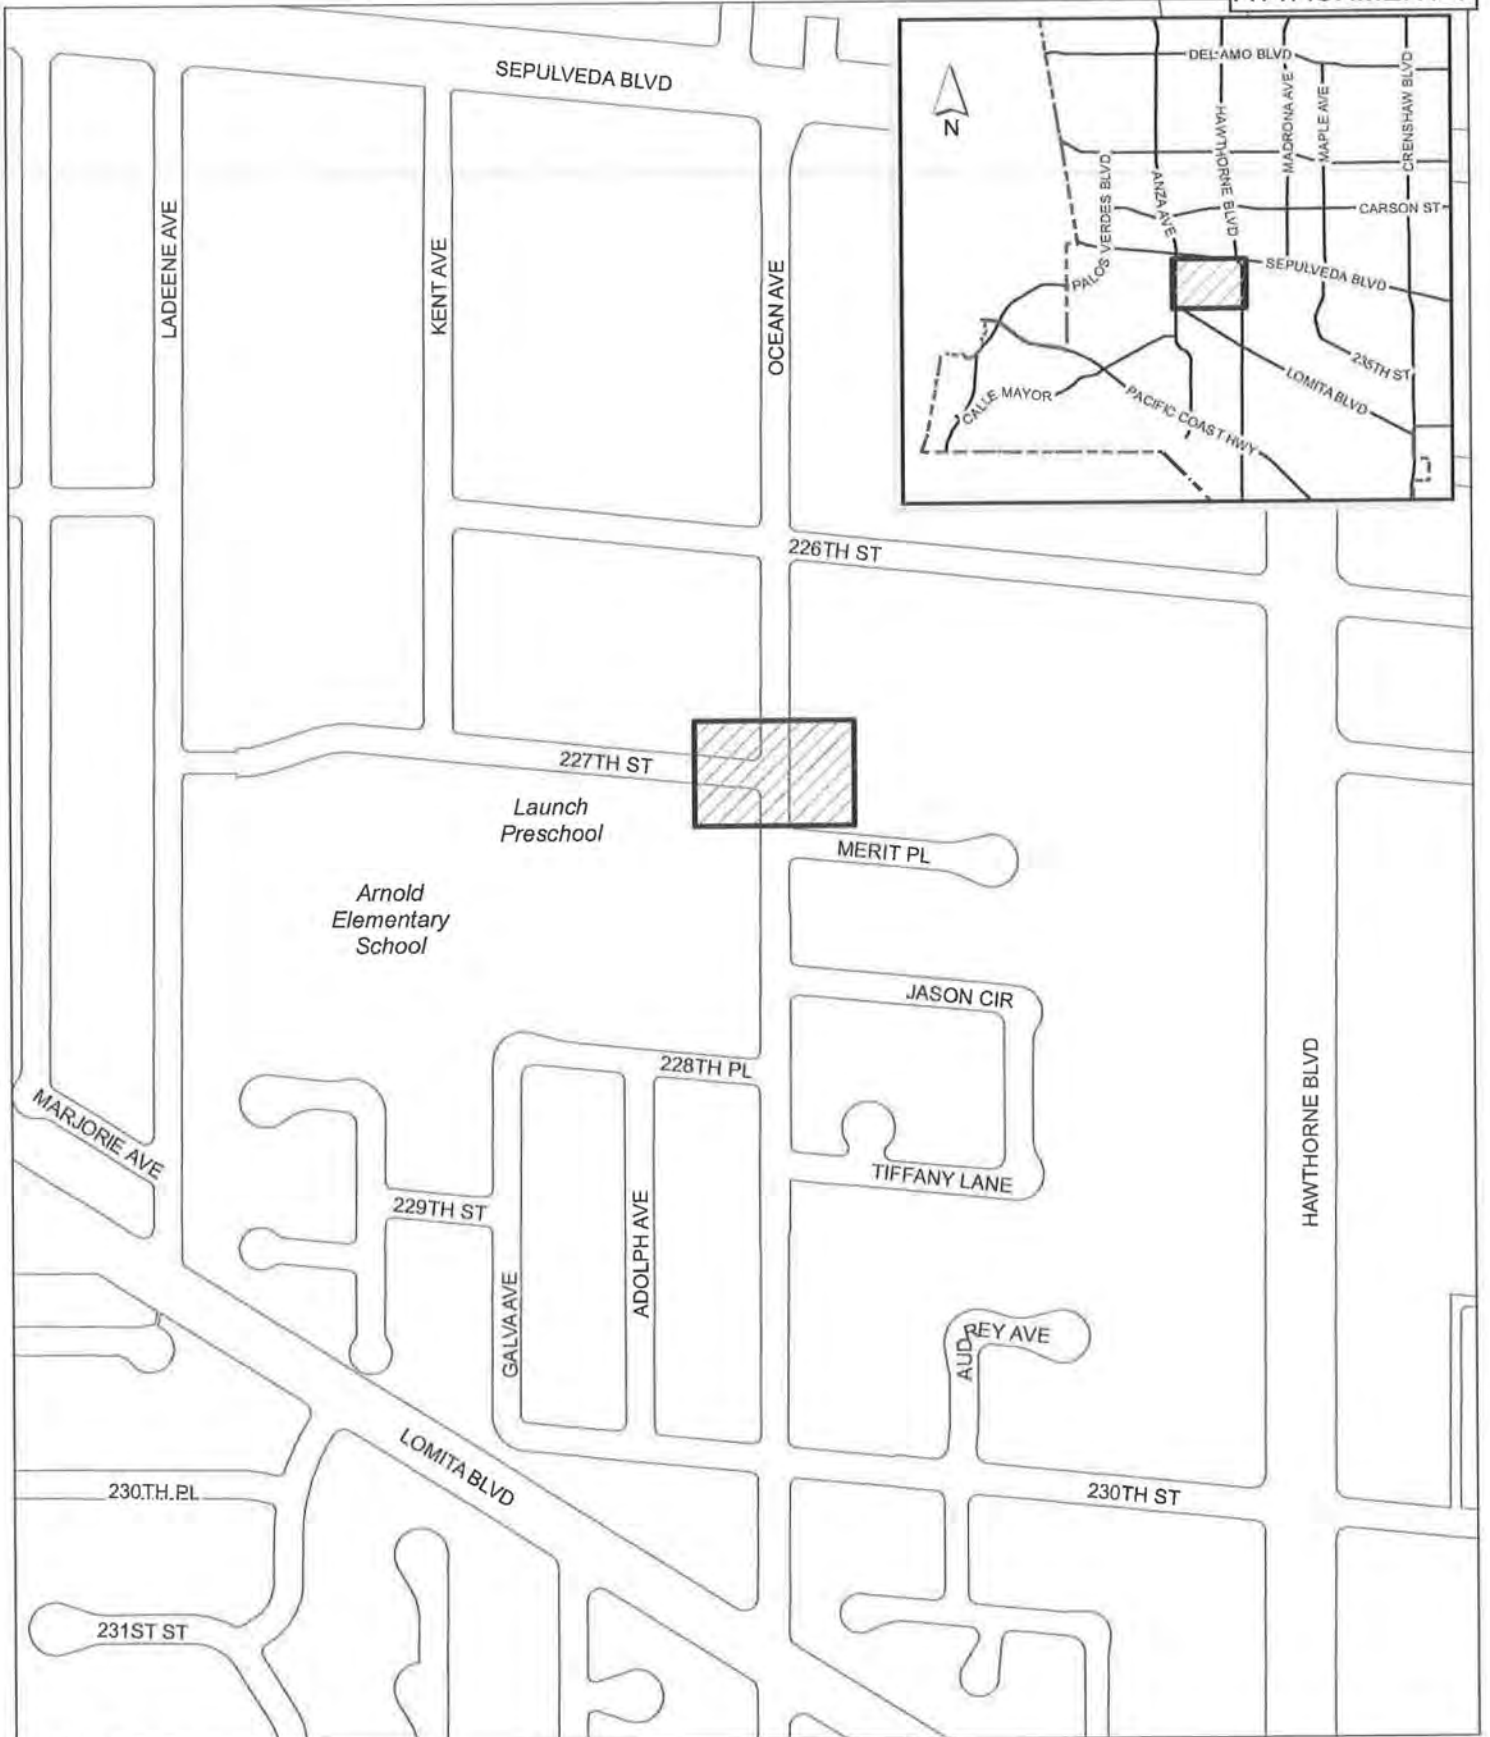 SEPULVEDA BLVD
LADEENE AVE
KENT AVE
OCEAN AVE
226TH ST
227TH ST
Launch
Preschool
Arnold
Elementary
School
MERIT PL
JASON CIR
228TH PL
MARJORIE AVE
TIFFANY LANE
229TH ST
ADOLPH AVE
GALVA AVE
HAWTHORNE BLVD
AUDREY AVE
LOMITA BLVD
230TH PL
230TH ST
231ST ST
N
DEL AMO BLVD
HAWTHORNE BLVD
MADRONA AVE
MAPLE AVE
CRENSHAW BLVD
PALOS VERDES BLVD
ANZA AVE
CARSON ST
SEPULVEDA BLVD
235TH ST
LOMITA BLVD
CALLE MAYOR
PACIFIC COAST HWY